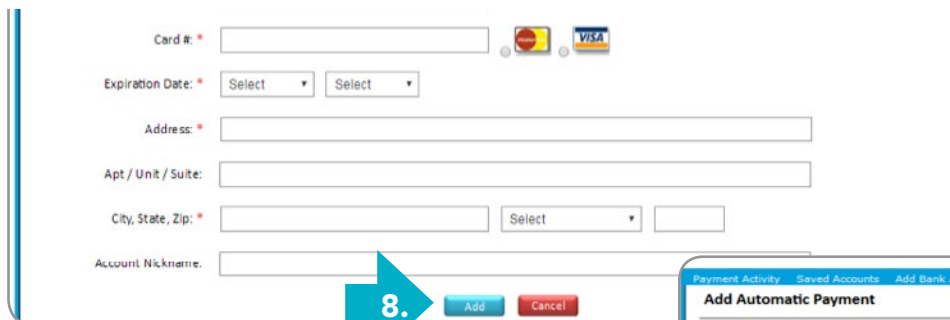 Card #: * VISA
Expiration Date: * Select Select
Address: *
Apt / Unit / Suite:
City, State, Zip: * Select
Account Nickname:
8. Add Cancel
Payment Activity Saved Accounts Add Bank
Add Automatic Payment